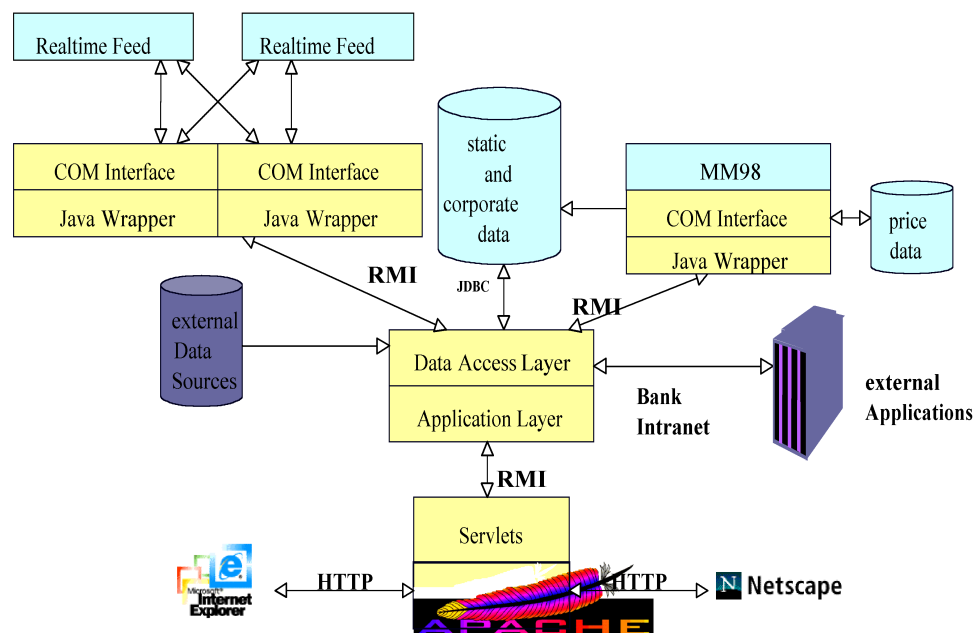 Realtime Feed
Realtime Feed
COM Interface
COM Interface
Java Wrapper
Java Wrapper
static
and
corporate
data
MM98
COM Interface
Java Wrapper
price
data
RMI
JDBC
RMI
external
Data
Sources
Data Access Layer
Application Layer
Bank
Intranet
external
Applications
RMI
Servlets
Microsoft
Internet
Explorer
HTTP
HTTP
APACHE
N Netscape